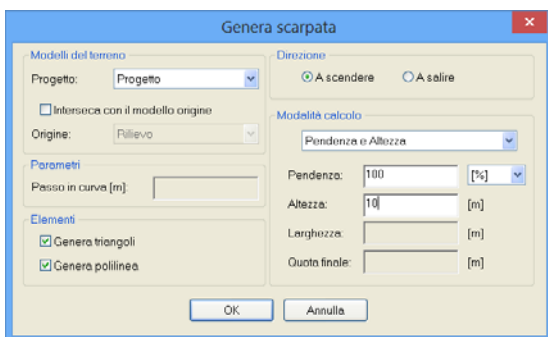 Genera scarpata
Modelli del terreno
Progetto: Progetto
Interseca con il modello origine
Origine: Rilievo
Parametri
Passo in curva [m]:
Elementi
Genera triangoli
Genera polilinea
Direzione
A scendere A salire
Modalità calcolo
Pendenza e Altezza
Pendenza: 100 [%]
Altezza: 10 [m]
Larghezza: [m]
Quota finale: [m]
OK Annulla